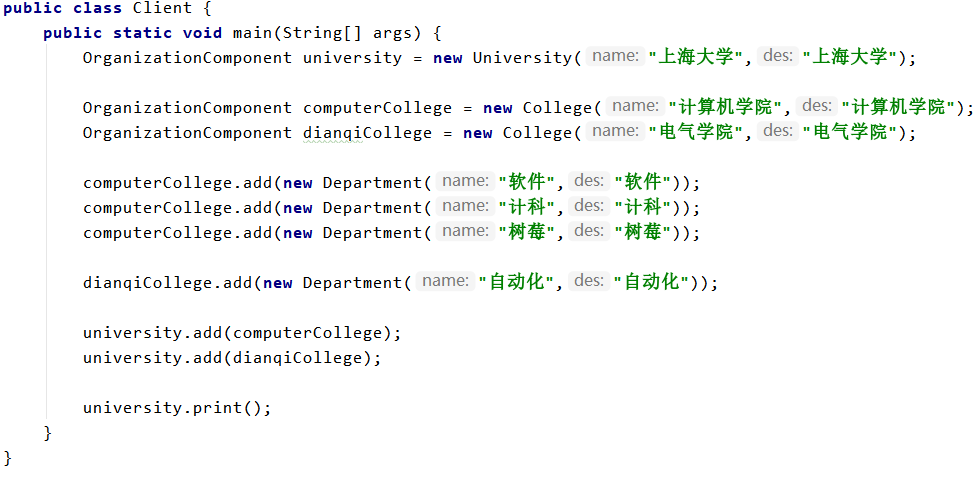 public class Client {
public static void main(String[] args) {
OrganizationComponent university = new University( name: "上海大学", des: "上海大学");
OrganizationComponent computerCollege = new College( name: "计算机学院", des: "计算机学院");
OrganizationComponent dianqiCollege = new College( name: "电气学院", des: "电气学院");
computerCollege.add(new Department( name: "软件", des: "软件"));
computerCollege.add(new Department( name: "计科", des: "计科"));
computerCollege.add(new Department( name: "树莓", des: "树莓"));
dianqiCollege.add(new Department( name: "自动化", des: "自动化"));
university.add(computerCollege);
university.add(dianqiCollege);
university.print();
}
}